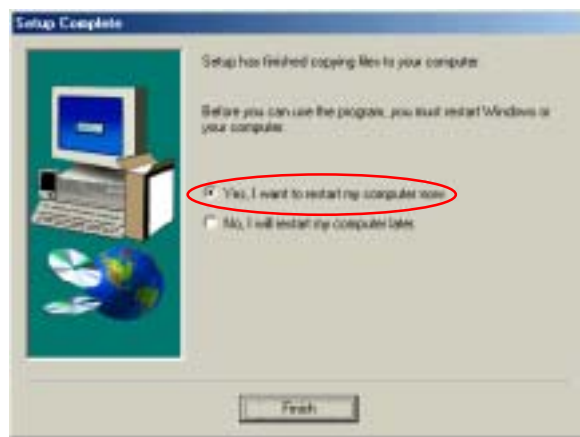 Setup Complete
Setup has finished copying files to your computer.
Before you can use the program, you must restart Windows or
your computer.
Yes, I want to restart my computer now.
No, I will restart my computer later.
Finish